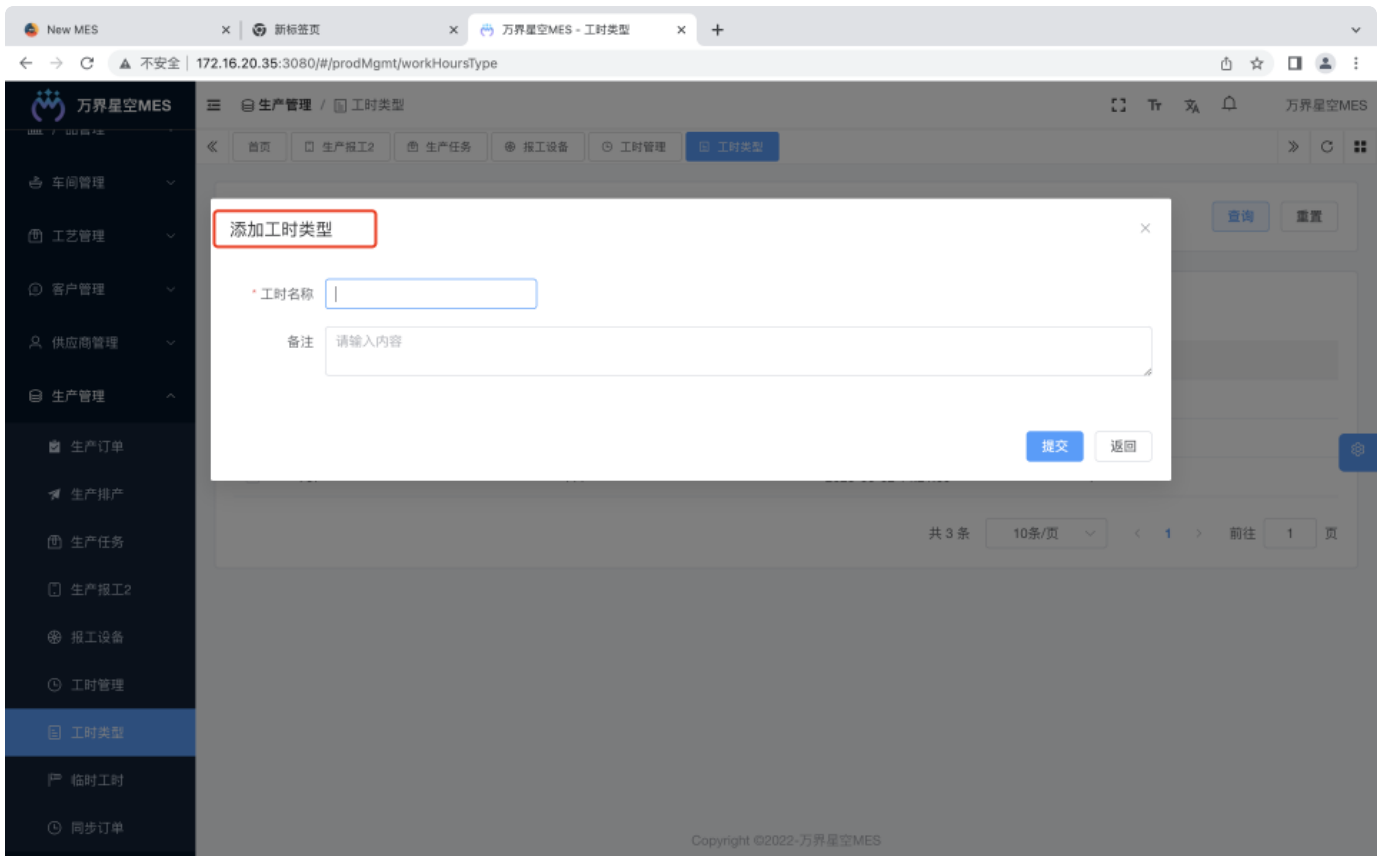 New MES
新标签页
万界星空MES - 工时类型
不安全 172.16.20.35:3080/#/prodMgmt/workHoursType
万界星空MES
生产管理 / 工时类型
万界星空MES
首页
生产报工2
生产任务
报工设备
工时管理
工时类型
车间管理
工艺管理
客户管理
供应商管理
生产管理
生产订单
生产排产
生产任务
生产报工2
报工设备
工时管理
工时类型
临时工时
同步订单
查询
重置
添加工时类型
* 工时名称
备注 请输入内容
提交
返回
共 3 条 10条/页 < 1 > 前往 1 页
Copyright ©2022-万界星空MES